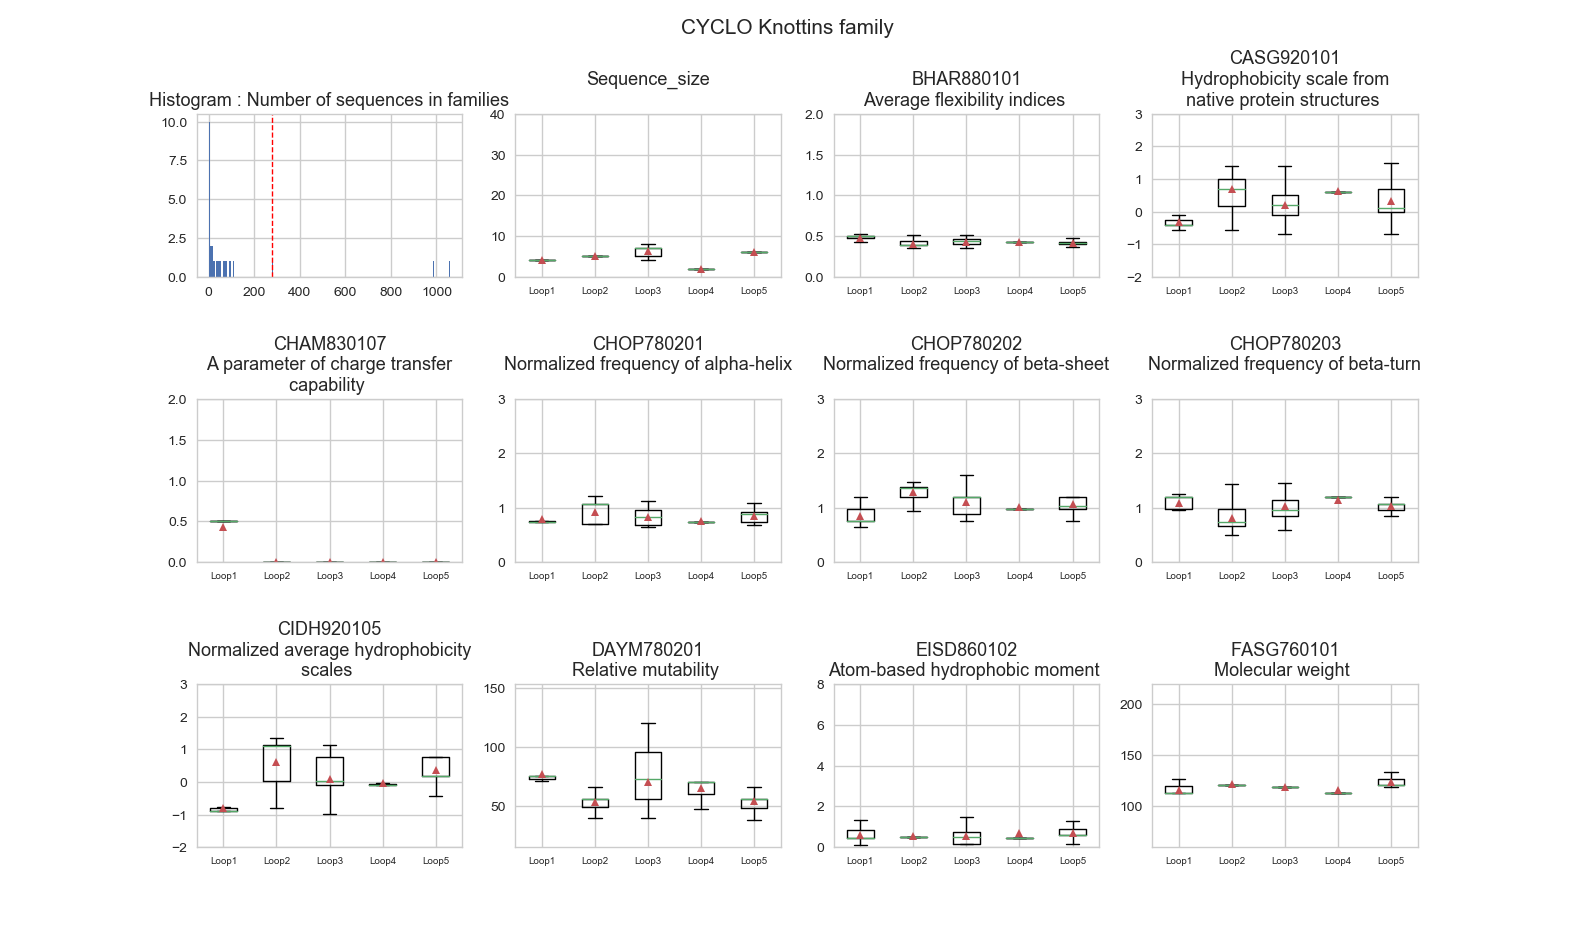 CYCLO Knottins family
Histogram : Number of sequences in families
10.0
7.5
5.0
2.5
0.0
0 200 400 600 800 1000
Sequence_size
40
30
20
10
0
Loop1 Loop2 Loop3 Loop4 Loop5
BHAR880101
Average flexibility indices
2.0
1.5
1.0
0.5
0.0
Loop1 Loop2 Loop3 Loop4 Loop5
CASG920101
Hydrophobicity scale from
native protein structures
3
2
1
0
−1
−2
Loop1 Loop2 Loop3 Loop4 Loop5
CHAM830107
A parameter of charge transfer
capability
2.0
1.5
1.0
0.5
0.0
Loop1 Loop2 Loop3 Loop4 Loop5
CHOP780201
Normalized frequency of alpha-helix
3
2
1
0
Loop1 Loop2 Loop3 Loop4 Loop5
CHOP780202
Normalized frequency of beta-sheet
3
2
1
0
Loop1 Loop2 Loop3 Loop4 Loop5
CHOP780203
Normalized frequency of beta-turn
3
2
1
0
Loop1 Loop2 Loop3 Loop4 Loop5
CIDH920105
Normalized average hydrophobicity
scales
3
2
1
0
−1
−2
Loop1 Loop2 Loop3 Loop4 Loop5
DAYM780201
Relative mutability
150
100
50
Loop1 Loop2 Loop3 Loop4 Loop5
EISD860102
Atom-based hydrophobic moment
8
6
4
2
0
Loop1 Loop2 Loop3 Loop4 Loop5
FASG760101
Molecular weight
200
150
100
Loop1 Loop2 Loop3 Loop4 Loop5